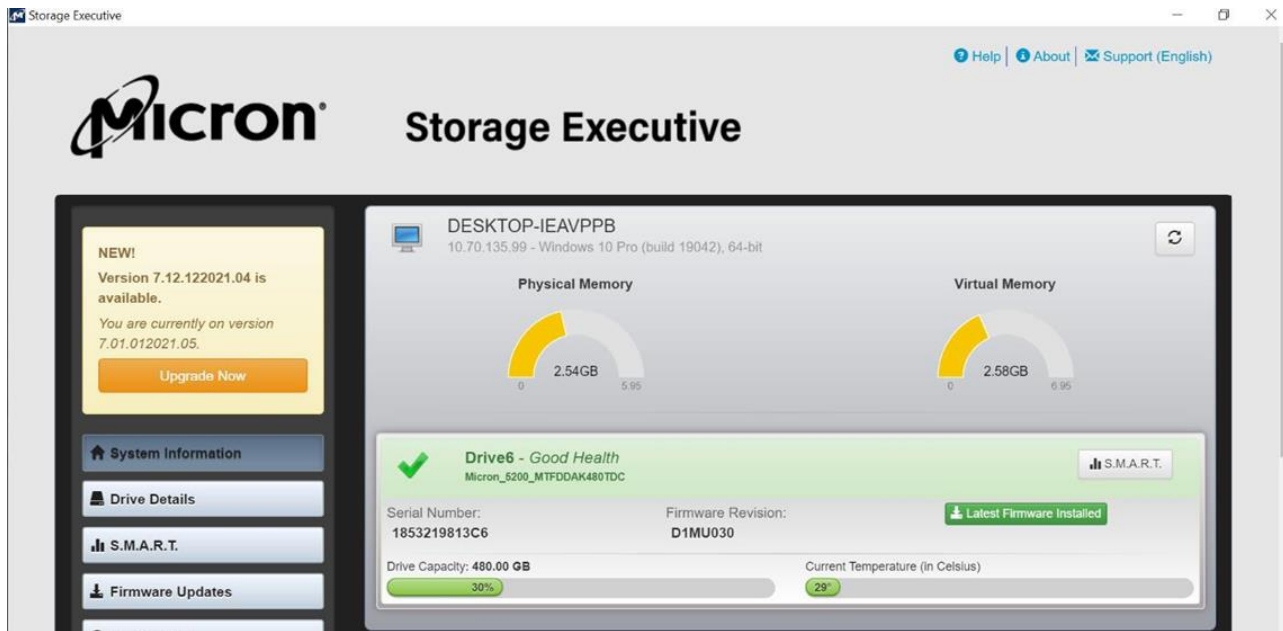 Storage Executive
Help | About | Support (English)
Micron®
Storage Executive
NEW!
Version 7.12.122021.04 is
available.
You are currently on version
7.01.012021.05.
Upgrade Now
System Information
Drive Details
S.M.A.R.T.
Firmware Updates
DESKTOP-IEAVPPB
10.70.135.99 - Windows 10 Pro (build 19042), 64-bit
Physical Memory
2.54GB
0 5.95
Virtual Memory
2.58GB
0 6.95
Drive6 - Good Health
Micron_5200_MTFDDAK480TDC
S.M.A.R.T.
Serial Number:
1853219813C6
Firmware Revision:
D1MU030
Latest Firmware Installed
Drive Capacity: 480.00 GB
30%
Current Temperature (in Celsius)
29°